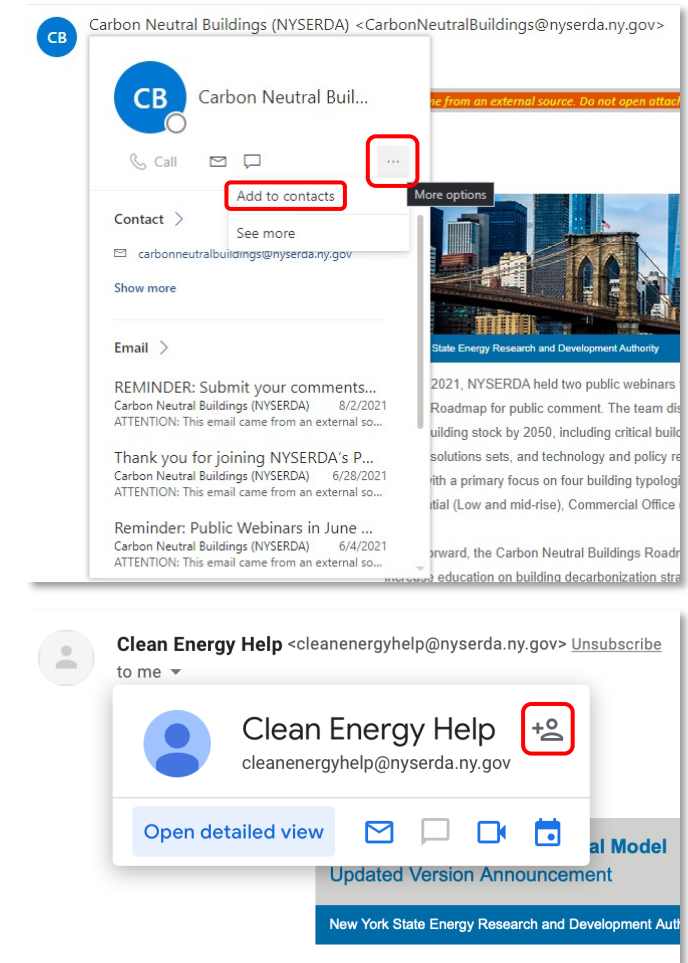 CB
Carbon Neutral Buildings (NYSERDA) <CarbonNeutralBuildings@nyserda.ny.gov>
CB
Carbon Neutral Buil...
me from an external source. Do not open attach
Call
...
More options
Add to contacts
See more
Contact >
carbonneutralbuildings@nyserda.ny.gov
Show more
State Energy Research and Development Authority
Email >
REMINDER: Submit your comments...
Carbon Neutral Buildings (NYSERDA) 8/2/2021
ATTENTION: This email came from an external so...
Thank you for joining NYSERDA's P...
Carbon Neutral Buildings (NYSERDA) 6/28/2021
ATTENTION: This email came from an external so...
Reminder: Public Webinars in June ...
Carbon Neutral Buildings (NYSERDA) 6/4/2021
ATTENTION: This email came from an external so...
2021, NYSERDA held two public webinars
Roadmap for public comment. The team dis
uilding stock by 2050, including critical build
solutions sets, and technology and policy re
ith a primary focus on four building typologi
tial (Low and mid-rise), Commercial Office
orward, the Carbon Neutral Buildings Roadr
increase education on building decarbonization stra
Clean Energy Help <cleanenergyhelp@nyserda.ny.gov> Unsubscribe
to me
Clean Energy Help
cleanenergyhelp@nyserda.ny.gov
Open detailed view
al Model
Updated Version Announcement
New York State Energy Research and Development Auth